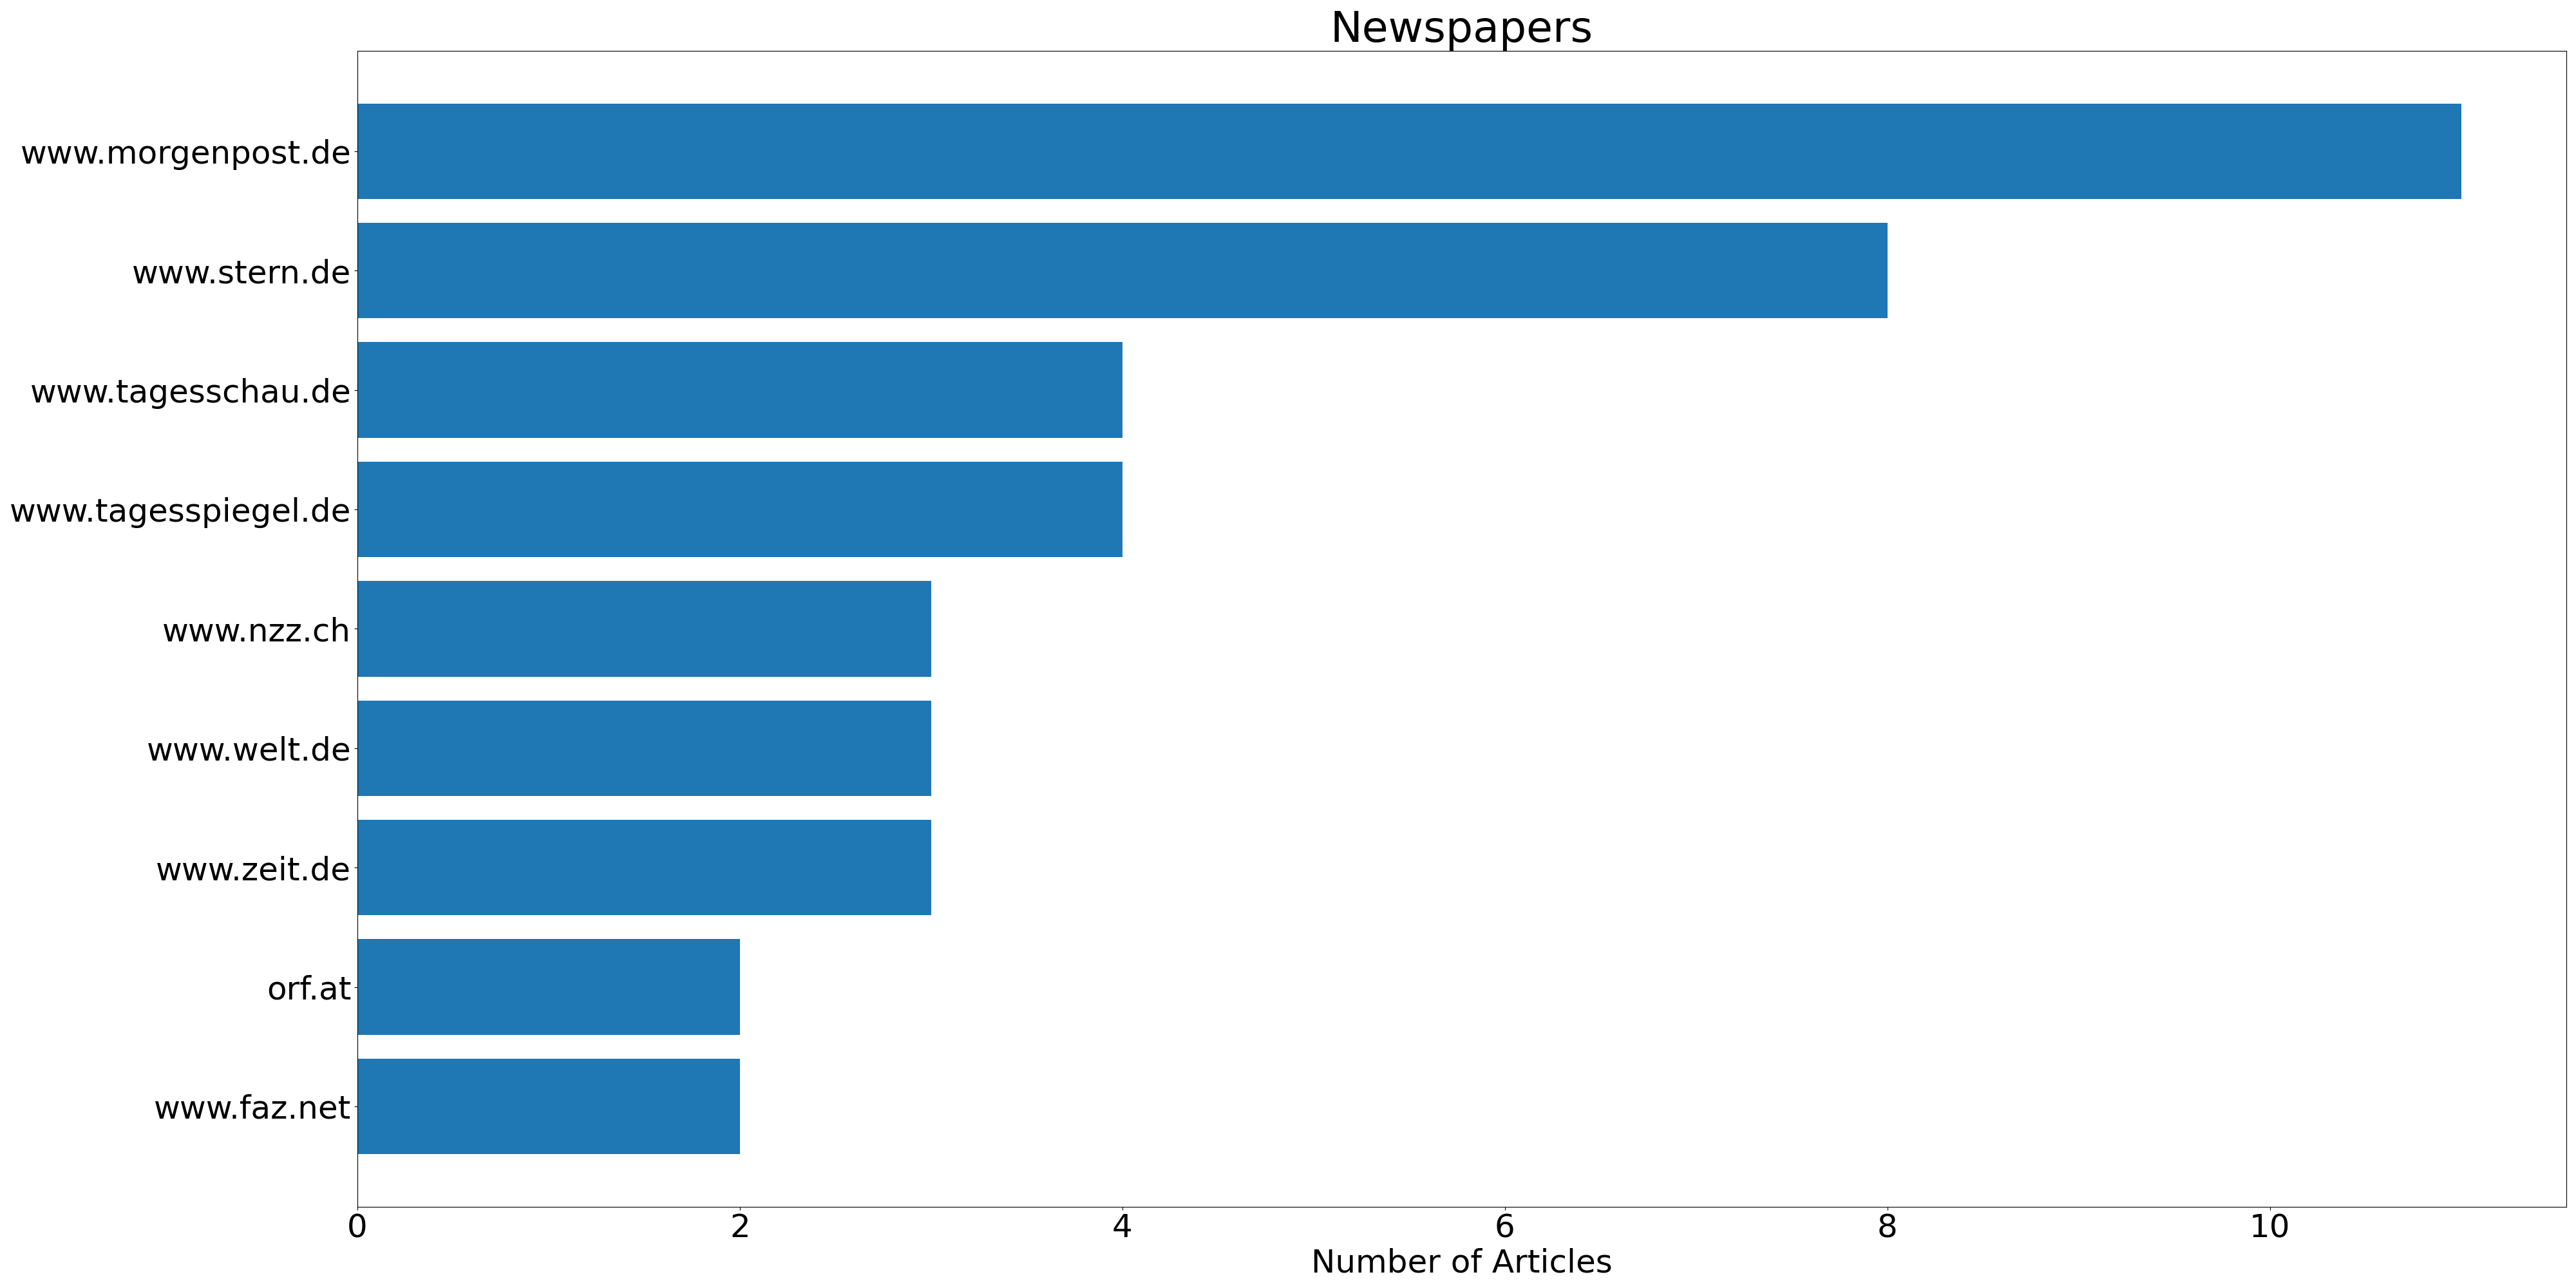 Newspapers
www.morgenpost.de
www.stern.de
www.tagesschau.de
www.tagesspiegel.de
www.nzz.ch
www.welt.de
www.zeit.de
orf.at
www.faz.net
0 2 4 6 8 10
Number of Articles